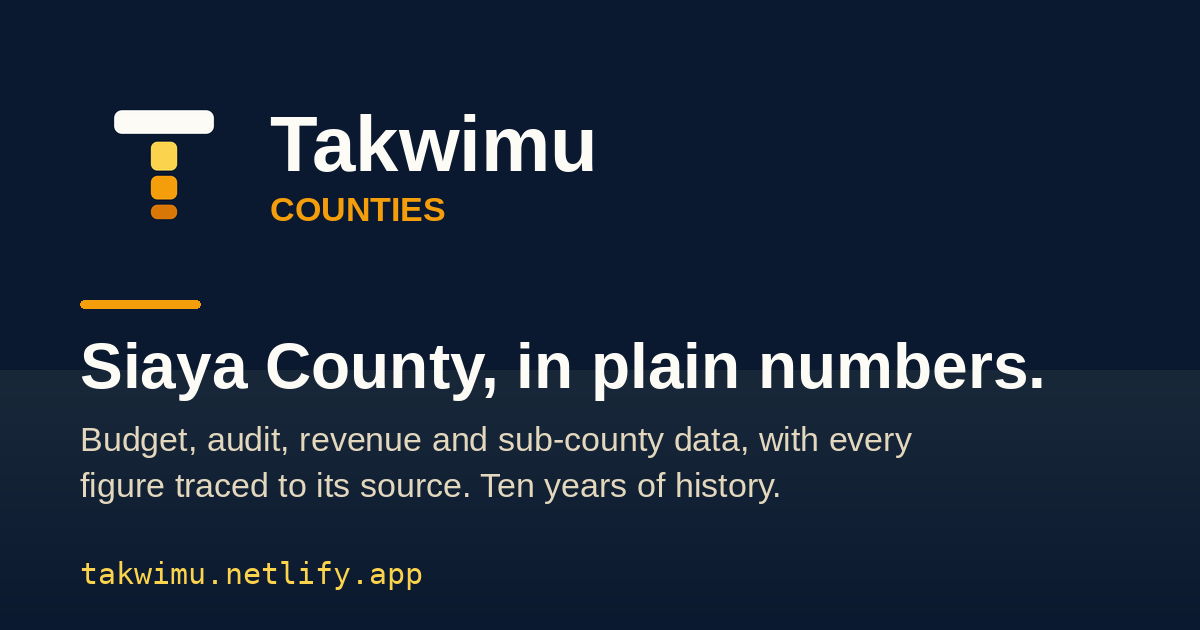 Takwimu
COUNTIES
Siaya County, in plain numbers.
Budget, audit, revenue and sub-county data, with every
figure traced to its source. Ten years of history.
takwimu.netlify.app